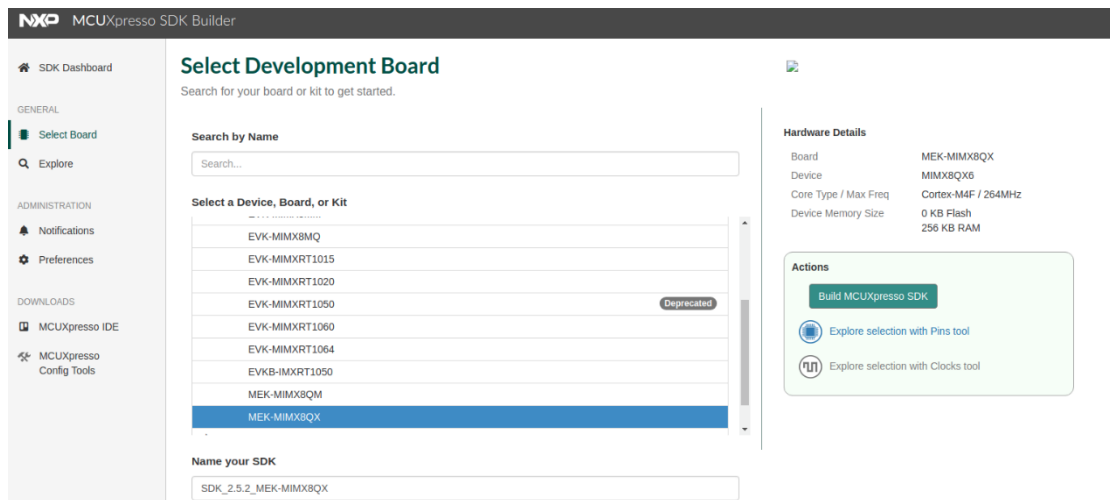 NXP MCUXpresso SDK Builder
SDK Dashboard
GENERAL
Select Board
Explore
ADMINISTRATION
Notifications
Preferences
DOWNLOADS
MCUXpresso IDE
MCUXpresso
Config Tools
Select Development Board
Search for your board or kit to get started.
Search by Name
Search...
Select a Device, Board, or Kit
EVK-MIMX8MQ
EVK-MIMXRT1015
EVK-MIMXRT1020
EVK-MIMXRT1050 Deprecated
EVK-MIMXRT1060
EVK-MIMXRT1064
EVKB-IMXRT1050
MEK-MIMX8QM
MEK-MIMX8QX
Name your SDK
SDK_2.5.2_MEK-MIMX8QX
Hardware Details
Board MEK-MIMX8QX
Device MIMX8QX6
Core Type / Max Freq Cortex-M4F / 264MHz
Device Memory Size 0 KB Flash
256 KB RAM
Actions
Build MCUXpresso SDK
Explore selection with Pins tool
Explore selection with Clocks tool